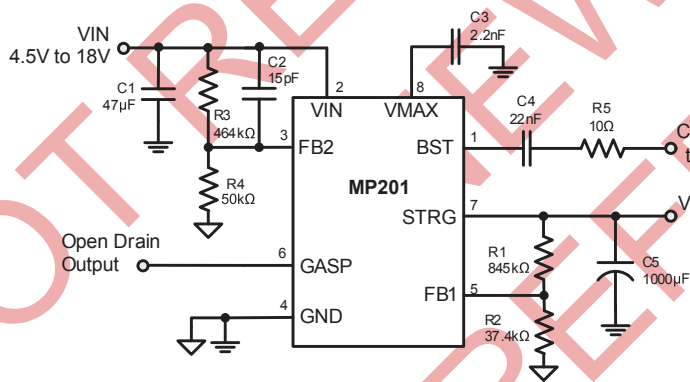 VIN
4.5V to 18V
C1
47µF
R3
464kΩ
C2
15pF
R4
50kΩ
C3
2.2nF
2
8
VIN
VMAX
3
FB2
BST
1
C4
22nF
R5
10Ω
C
t
MP201
STRG
7
V
R1
845kΩ
C5
1000µF
Open Drain
Output
6
GASP
FB1
5
4
GND
R2
37.4kΩ